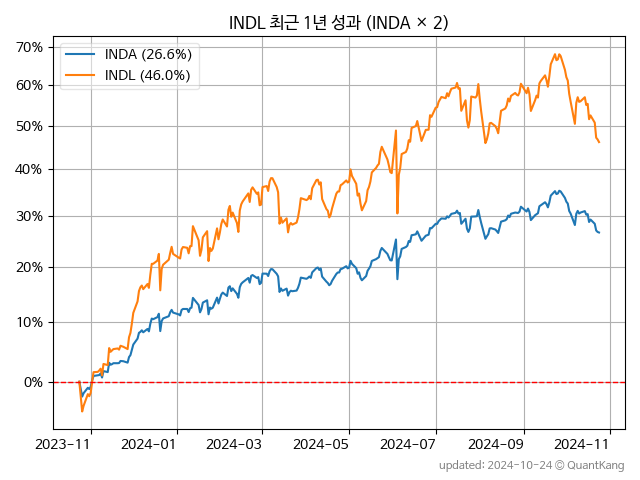 INDL 최근 1년 성과 (INDA × 2)
INDA (26.6%)
INDL (46.0%)
70%
60%
50%
40%
30%
20%
10%
0%
2023-11 2024-01 2024-03 2024-05 2024-07 2024-09 2024-11
updated: 2024-10-24 © QuantKang